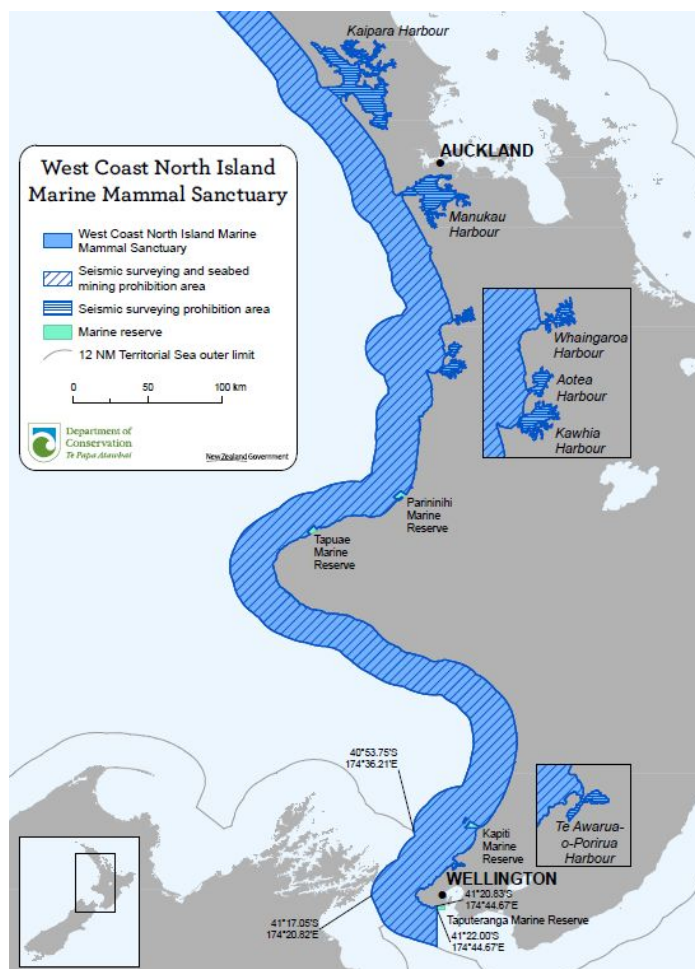 Kaipara Harbour
AUCKLAND
Manukau
Harbour
West Coast North Island
Marine Mammal Sanctuary
West Coast North Island Marine
Mammal Sanctuary
Seismic surveying and seabed
mining prohibition area
Seismic surveying prohibition area
Marine reserve
12 NM Territorial Sea outer limit
0 50 100 km
Department of
Conservation
Te Papa Atawhai
New Zealand Government
Whaingaroa
Harbour
Aotea
Harbour
Kawhia
Harbour
Parininihi
Marine
Reserve
Tapuae
Marine
Reserve
40°53.75'S
174°36.21'E
Te Awarua-
o-Porirua
Harbour
Kapiti
Marine
Reserve
WELLINGTON
41°20.83'S
174°44.67'E
Taputeranga Marine Reserve
41°17.05'S
174°20.82'E
41°22.00'S
174°44.67'E